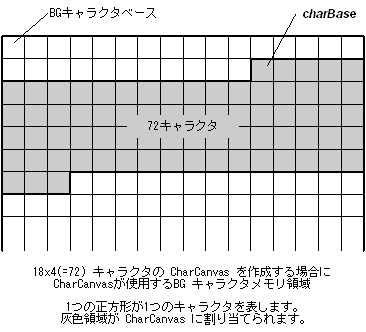 BGキャラクタベース
charBase
72キャラクタ
18x4(=72) キャラクタの CharCanvas を作成する場合に
CharCanvasが使用するBG キャラクタメモリ領域
1つの正方形が1つのキャラクタを表します。
灰色領域が CharCanvas に割り当てられます。